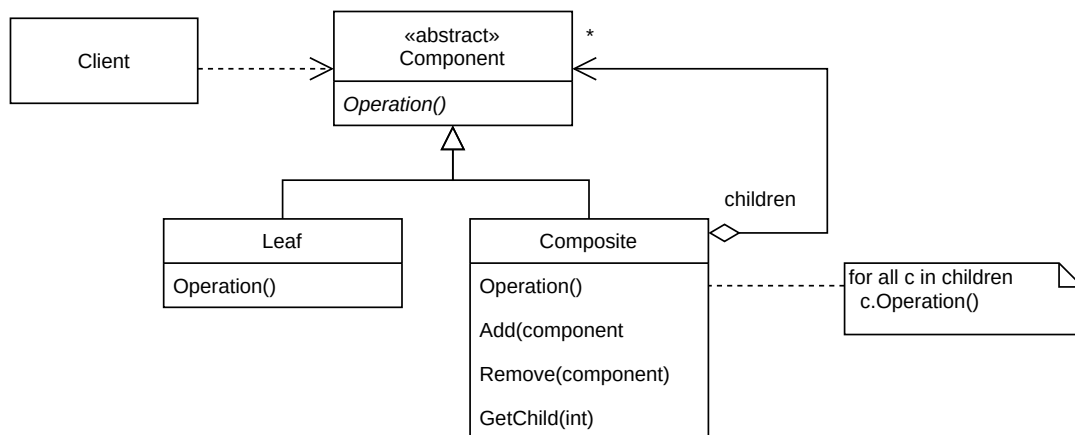 Client
«abstract»
Component
*
Operation()
children
Leaf
Operation()
Composite
Operation()
Add(component
Remove(component)
GetChild(int)
for all c in children
c.Operation()